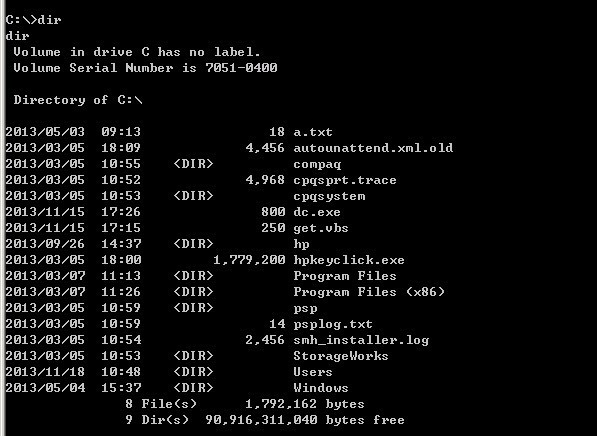 C:\>dir
dir
 Volume in drive C has no label.
 Volume Serial Number is 7051-0400

 Directory of C:\

2013/05/03  09:13                18 a.txt
2013/03/05  18:09             4,456 autounattend.xml.old
2013/03/05  10:55    <DIR>          compaq
2013/03/05  10:52             4,968 cpqsprt.trace
2013/03/05  10:53    <DIR>          cpqsystem
2013/11/15  17:26               800 dc.exe
2013/11/15  17:15               250 get.vbs
2013/09/26  14:37    <DIR>          hp
2013/03/05  18:00         1,779,200 hpkeyclick.exe
2013/03/07  11:13    <DIR>          Program Files
2013/03/07  11:26    <DIR>          Program Files (x86)
2013/03/05  10:59    <DIR>          psp
2013/03/05  10:59                14 psplog.txt
2013/03/05  10:54             2,456 smh_installer.log
2013/03/05  10:53    <DIR>          StorageWorks
2013/11/18  10:48    <DIR>          Users
2013/05/04  15:37    <DIR>          Windows
               8 File(s)      1,792,162 bytes
               9 Dir(s)  90,916,311,040 bytes free